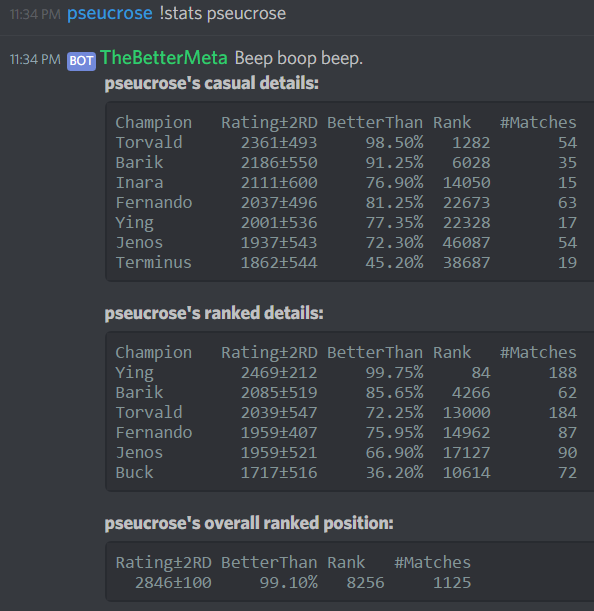 11:34 PM pseucrose !stats pseucrose
11:34 PM BOT TheBetterMeta Beep boop beep.
pseucrose's casual details:
Champion Rating±2RD BetterThan Rank #Matches
Torvald 2361±493 98.50% 1282 54
Barik 2186±550 91.25% 6028 35
Inara 2111±600 76.90% 14050 15
Fernando 2037±496 81.25% 22673 63
Ying 2001±536 77.35% 22328 17
Jenos 1937±543 72.30% 46087 54
Terminus 1862±544 45.20% 38687 19
pseucrose's ranked details:
Champion Rating±2RD BetterThan Rank #Matches
Ying 2469±212 99.75% 84 188
Barik 2085±519 85.65% 4266 62
Torvald 2039±547 72.25% 13000 184
Fernando 1959±407 75.95% 14962 87
Jenos 1959±521 66.90% 17127 90
Buck 1717±516 36.20% 10614 72
pseucrose's overall ranked position:
Rating±2RD BetterThan Rank #Matches
2846±100 99.10% 8256 1125